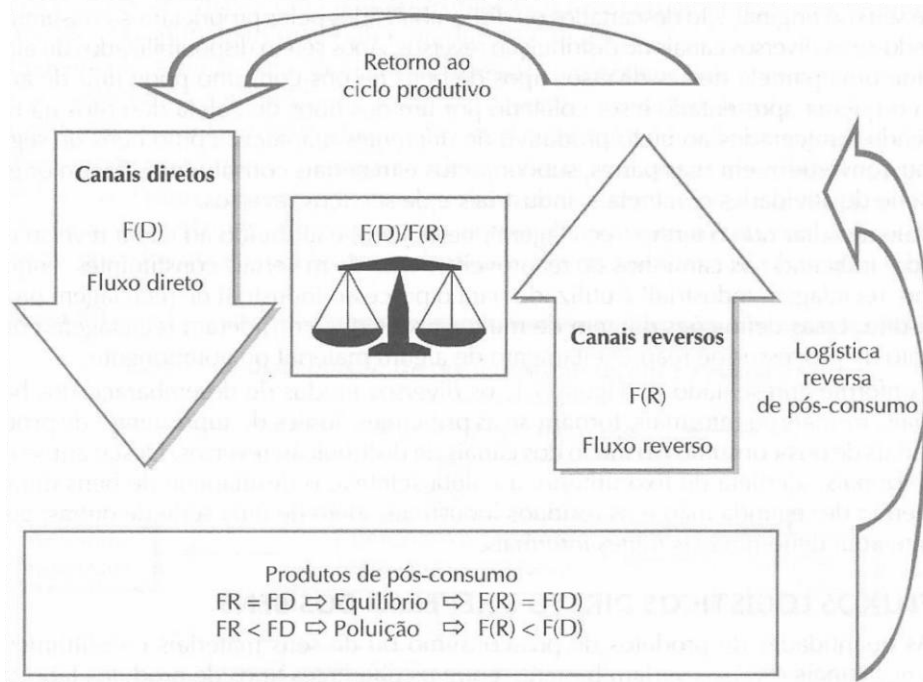 Retorno ao
ciclo produtivo
Canais diretos
F(D)
Fluxo direto
F(D)/F(R)
Canais reversos
F(R)
Fluxo reverso
Logística
reversa
de pós-consumo
Produtos de pós-consumo
FR = FD ⇨ Equilíbrio ⇨ F(R) = F(D)
FR < FD ⇨ Poluição ⇨ F(R) < F(D)